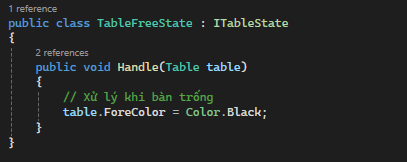 1 reference
public class TableFreeState : ITableState
{
2 references
public void Handle(Table table)
{
// Xử lý khi bàn trống
table.ForeColor = Color.Black;
}
}